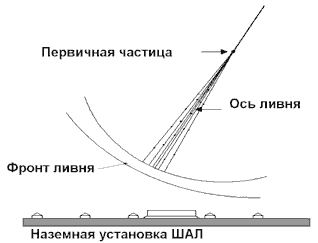 Первичная частица
Ось ливня
Фронт ливня
Наземная установка ШАЛ